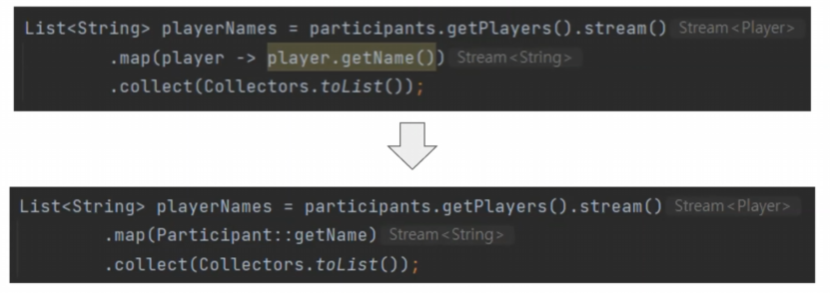 List<String> playerNames = participants.getPlayers().stream() Stream<Player>
.map(player -> player.getName()) Stream<String>
.collect(Collectors.toList());
List<String> playerNames = participants.getPlayers().stream() Stream<Player>
.map(Participant::getName) Stream<String>
.collect(Collectors.toList());